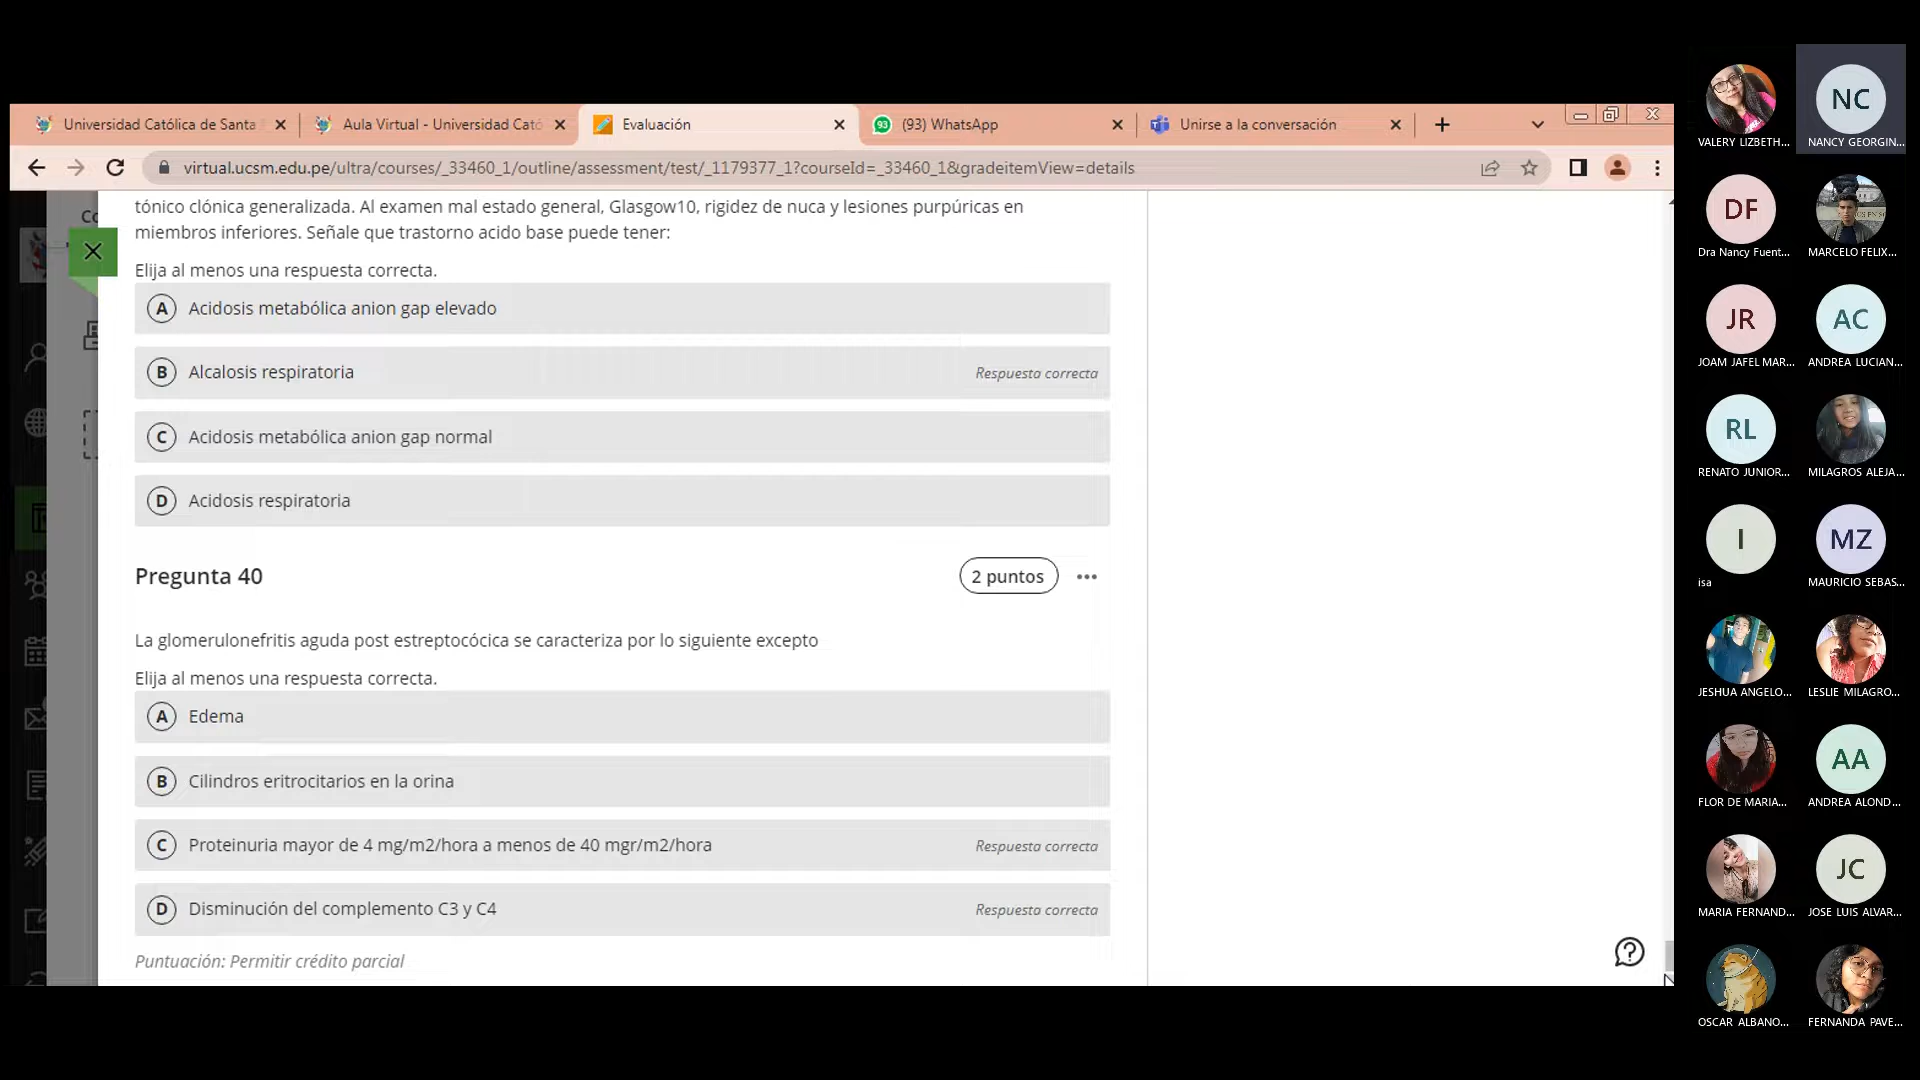 Universidad Católica de Santa
Aula Virtual - Universidad Cató
Evaluación
93
(93) WhatsApp
Unirse a la conversación
virtual.ucsm.edu.pe/ultra/courses/_33460_1/outline/assessment/test/_1179377_1?courseId=_33460_1&gradeitemView=details
Co
tónico clónica generalizada. Al examen mal estado general, Glasgow10, rigidez de nuca y lesiones purpúricas en
miembros inferiores. Señale que trastorno acido base puede tener:
Elija al menos una respuesta correcta.
A Acidosis metabólica anion gap elevado
B Alcalosis respiratoria Respuesta correcta
C Acidosis metabólica anion gap normal
D Acidosis respiratoria
Pregunta 40 2 puntos
La glomerulonefritis aguda post estreptocócica se caracteriza por lo siguiente excepto
Elija al menos una respuesta correcta.
A Edema
B Cilindros eritrocitarios en la orina
C Proteinuria mayor de 4 mg/m2/hora a menos de 40 mgr/m2/hora Respuesta correcta
D Disminución del complemento C3 y C4 Respuesta correcta
Puntuación: Permitir crédito parcial
NC
VALERY LIZBETH... NANCY GEORGIN...
DF
Dra Nancy Fuent... MARCELO FELIX...
JR AC
JOAM JAFEL MAR... ANDREA LUCIAN...
RL
RENATO JUNIOR... MILAGROS ALEJA...
I MZ
isa MAURICIO SEBAS...
JESHUA ANGELO... LESLIE MILAGRO...
AA
FLOR DE MARIA... ANDREA ALOND...
JC
MARIA FERNAND... JOSE LUIS ALVAR...
OSCAR ALBANO... FERNANDA PAVE...